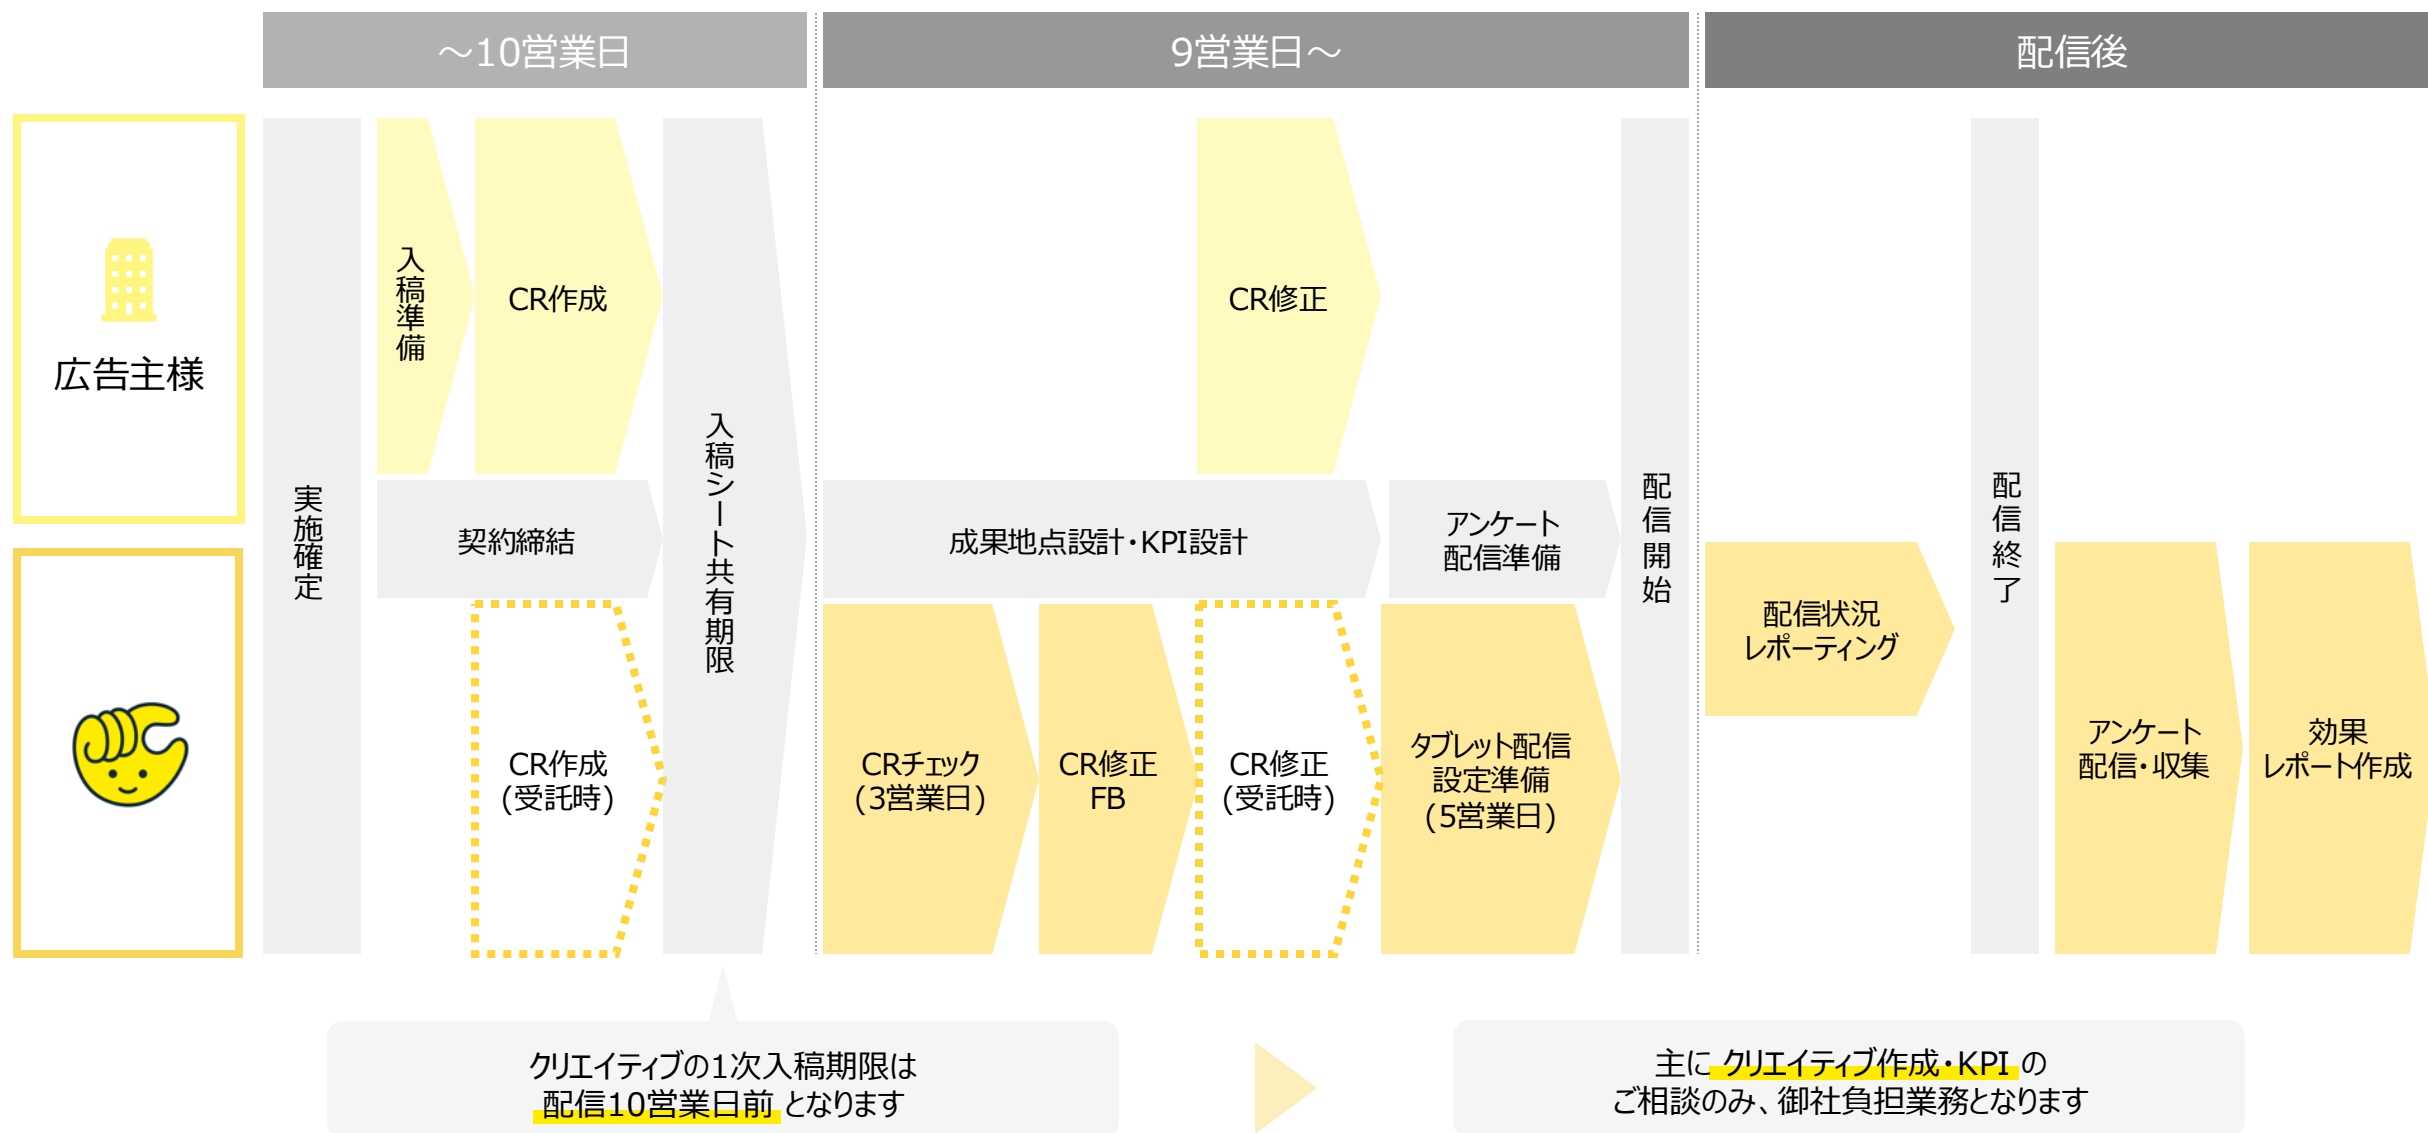 ～10営業日
9営業日～
配信後
広告主様
実施確定
入稿準備
CR作成
契約締結
CR作成
(受託時)
入稿シート共有期限
CR修正
成果地点設計・KPI設計
アンケート
配信準備
CRチェック
(3営業日)
CR修正
FB
CR修正
(受託時)
タブレット配信
設定準備
(5営業日)
配信開始
配信状況
レポーティング
配信終了
アンケート
配信・収集
効果
レポート作成
クリエイティブの1次入稿期限は
配信10営業日前 となります
主に クリエイティブ作成・KPI の
ご相談のみ、御社負担業務となります